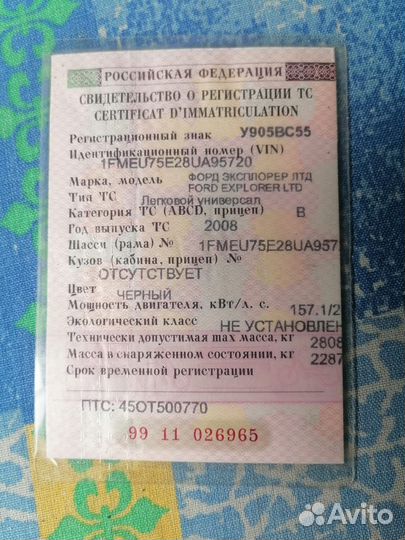 РОССИЙСКАЯ ФЕДЕРАЦИЯ
СВИДЕТЕЛЬСТВО О РЕГИСТРАЦИИ ТС
CERTIFICAT D'IMMATRICULATION
Регистрационный знак У905ВС55
Идентификационный номер (VIN)
1FMEU75E28UA95720
Марка, модель ФОРД ЭКСПЛОРЕР ЛТД
FORD EXPLORER LTD
Тип ТС Легковой универсал
Категория ТС (ABCD, прицеп) B
Год выпуска ТС 2008
Шасси (рама) № 1FMEU75E28UA957
Кузов (кабина, прицеп) №
ОТСУТСТВУЕТ
Цвет
ЧЕРНЫЙ
Мощность двигателя, кВт/л. с. 157.1/2
Экологический класс НЕ УСТАНОВЛЕН
Технически допустимая max масса, кг 2808
Масса в снаряженном состоянии, кг 2287
Срок временной регистрации
ПТС: 45ОТ500770
99 11 026965
Avito